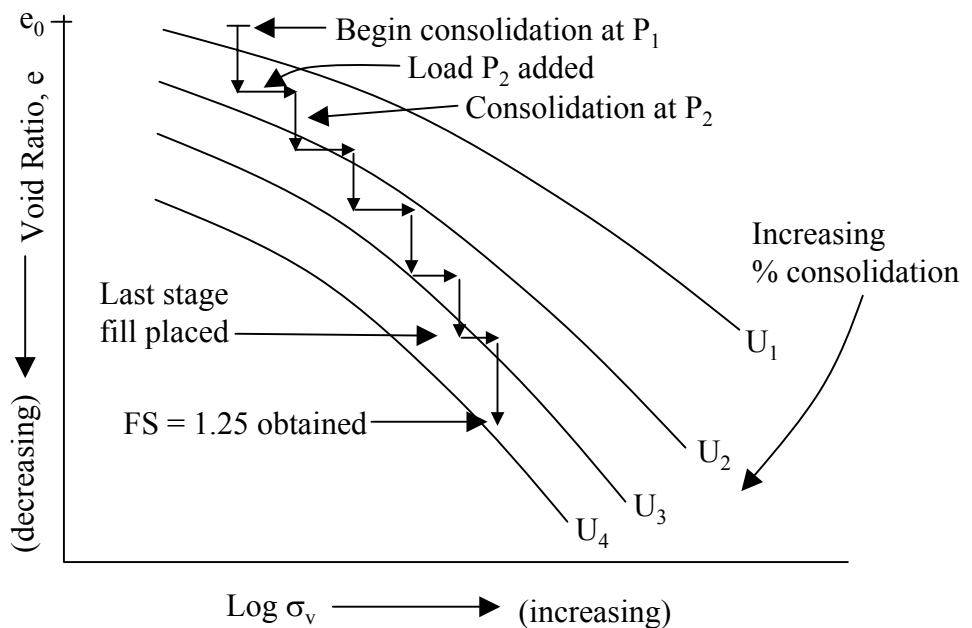 e₀
Begin consolidation at P₁
Load P₂ added
Consolidation at P₂
Void Ratio, e
(decreasing)
Increasing
% consolidation
Last stage
fill placed
FS = 1.25 obtained
U₁
U₂
U₃
U₄
Log σᵥ
(increasing)